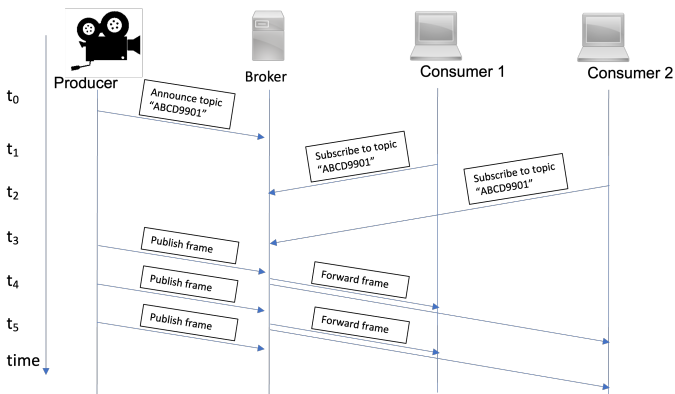 Producer
Broker
Consumer 1
Consumer 2
t0
Announce topic
“ABCD9901”
t1
Subscribe to topic
“ABCD9901”
Subscribe to topic
“ABCD9901”
t2
t3
Publish frame
t4
Publish frame
Forward frame
t5
Publish frame
Forward frame
time